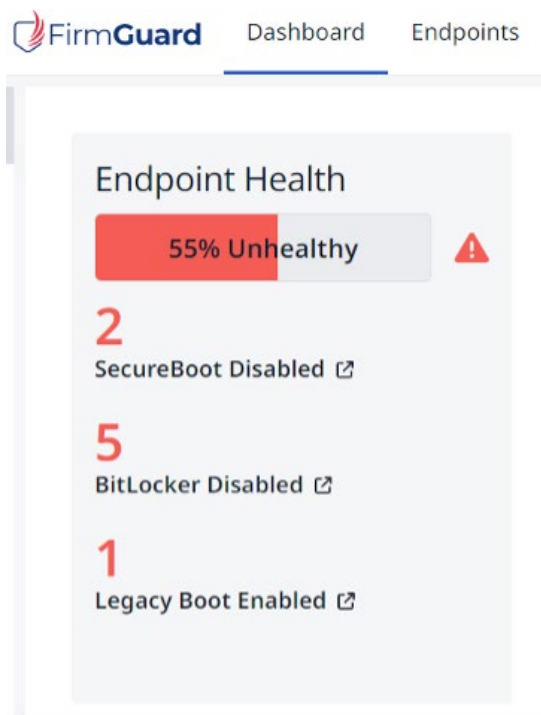 FirmGuard Dashboard Endpoints
Endpoint Health
55% Unhealthy
2
SecureBoot Disabled
5
BitLocker Disabled
1
Legacy Boot Enabled